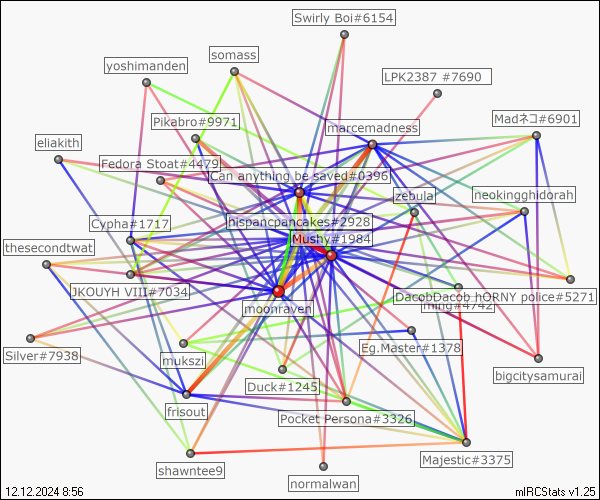 Swirly Boi#6154
somass
yoshimanden
LPK2387 #7690
Pikabro#9971
marcemadness
Madネコ#6901
eliakith
Fedora Stoat#4479
Can anything be saved#0396
zebula
neokingghidorah
Cypha#1717
hispancpancakes#2928
Mushy#1984
thesecondtwat
JKOUYH VIII#7034
DacobDacob hORNY police#5271
moonraven
Eg.Master#1378
Silver#7938
mukszi
bigcitysamurai
Duck#1245
frisout
Pocket Persona#3326
Majestic#3375
shawntee9
normalwan
12.12.2024 8:56
mIRCStats v1.25